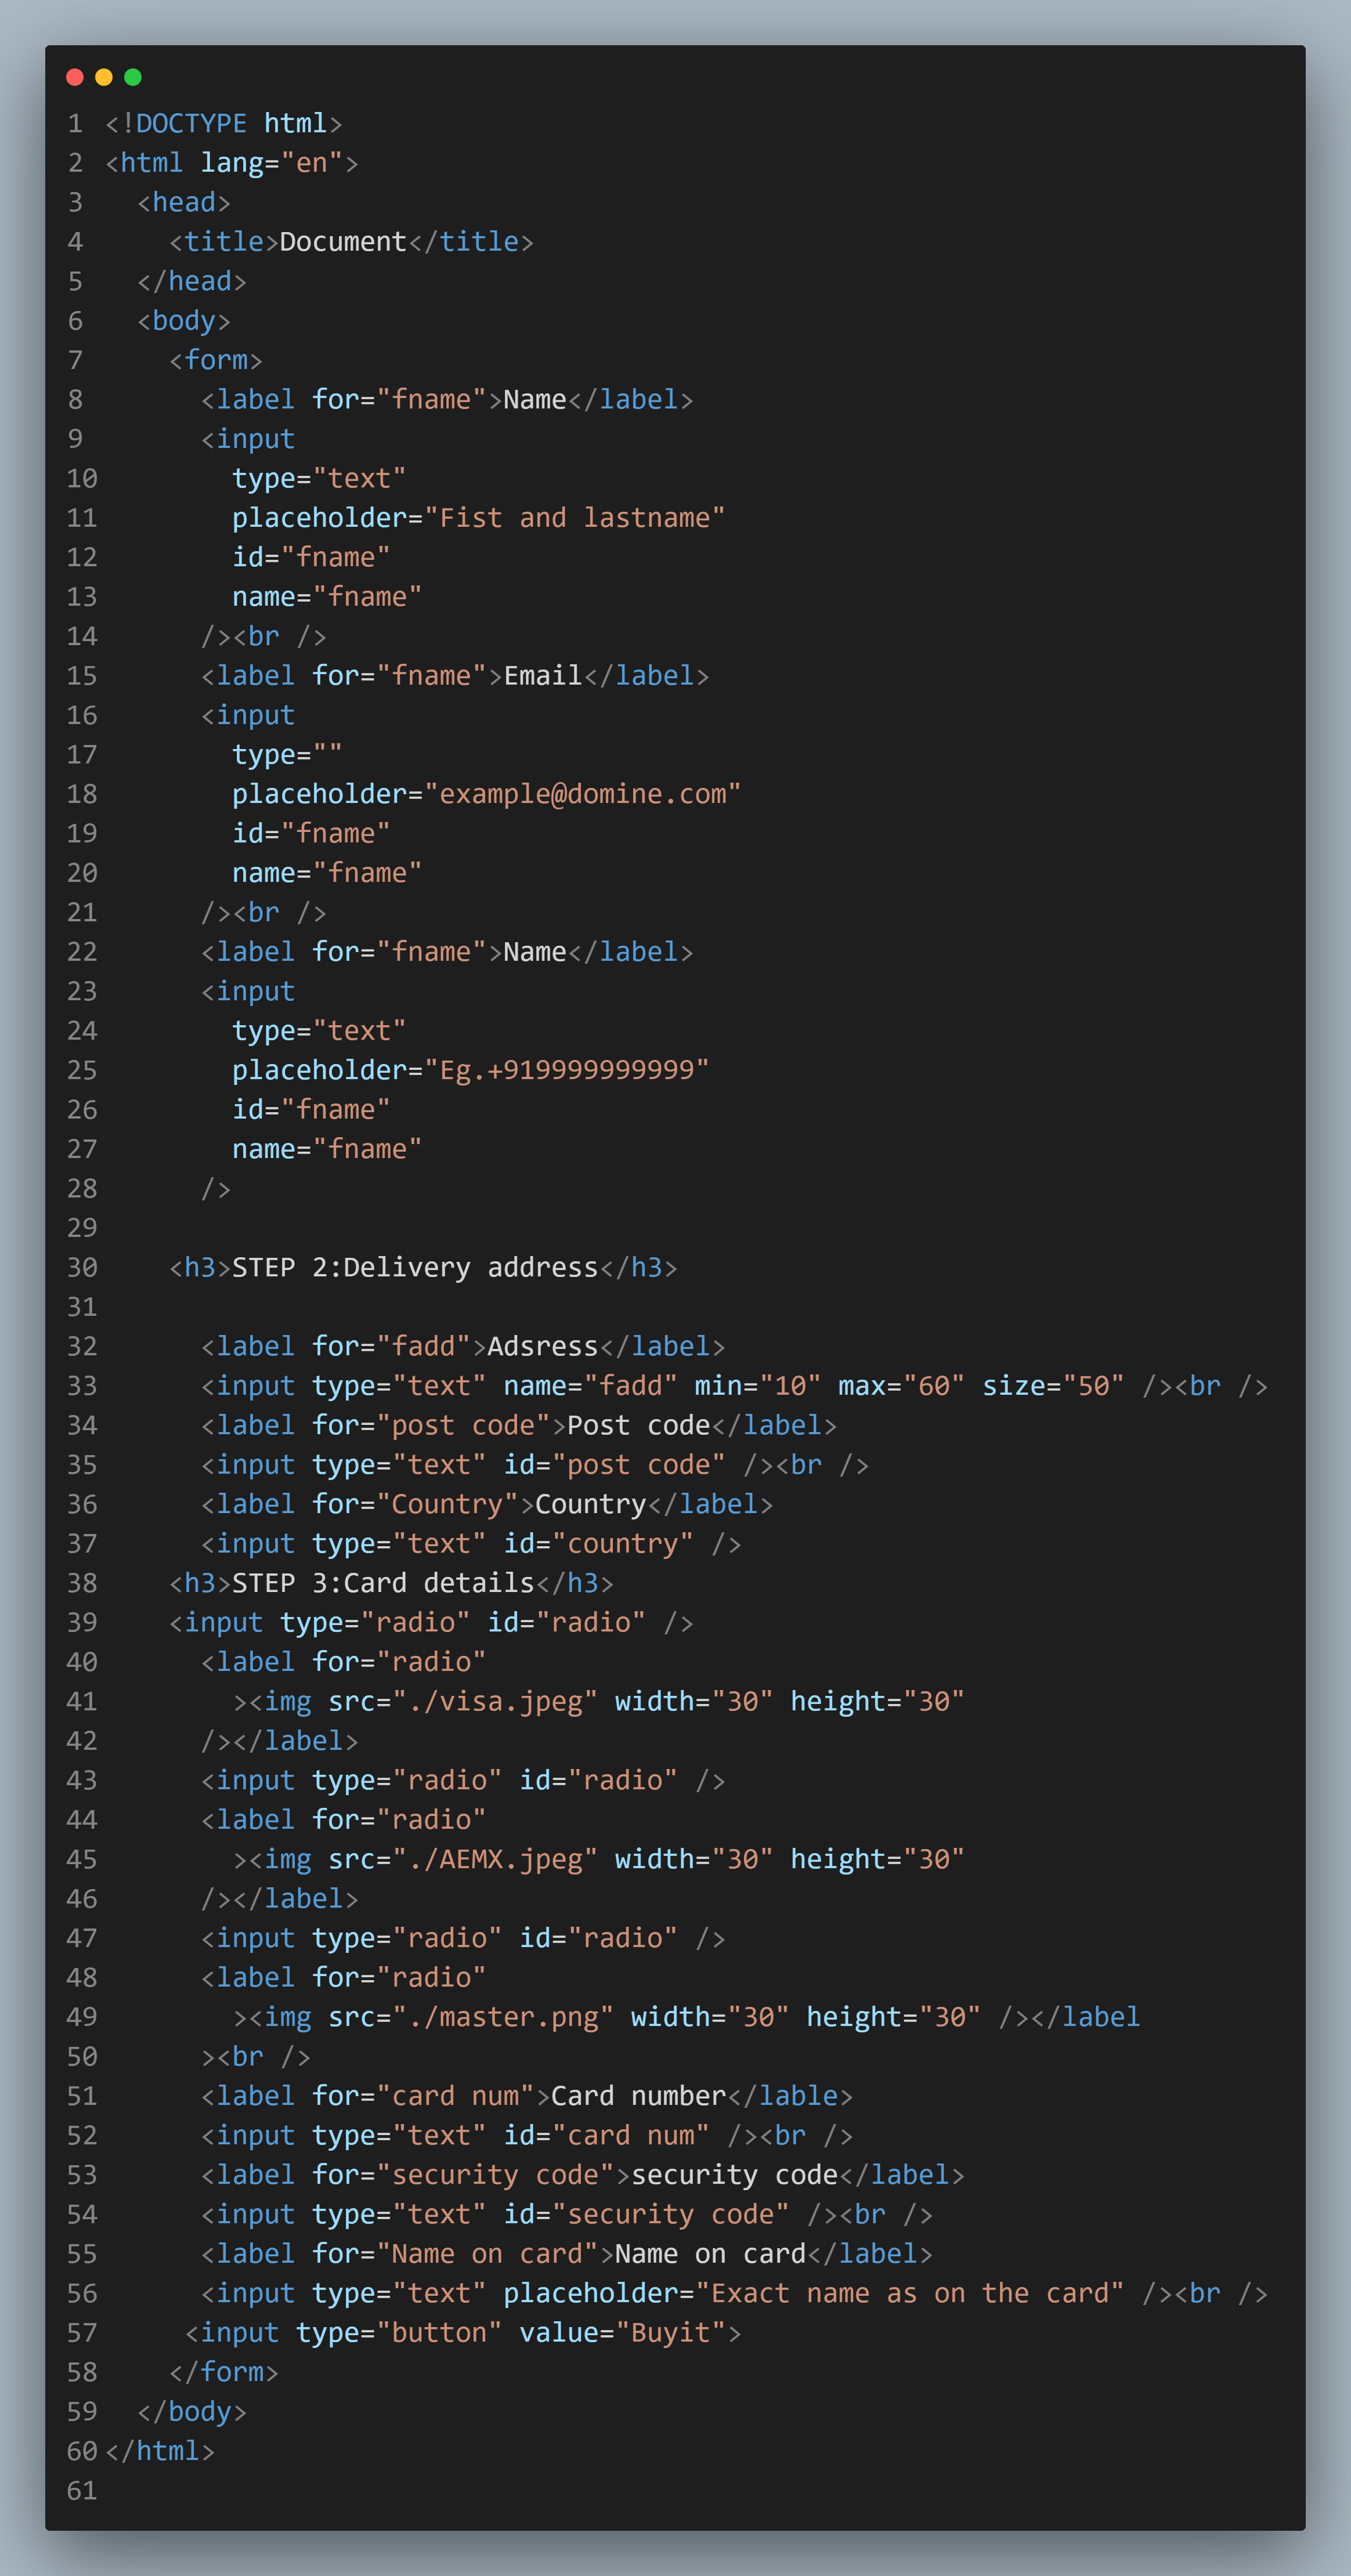 1 <!DOCTYPE html>
2 <html lang="en">
3   <head>
4     <title>Document</title>
5   </head>
6   <body>
7     <form>
8       <label for="fname">Name</label>
9       <input
10         type="text"
11         placeholder="Fist and lastname"
12         id="fname"
13         name="fname"
14       /><br />
15       <label for="fname">Email</label>
16       <input
17         type=""
18         placeholder="example@domine.com"
19         id="fname"
20         name="fname"
21       /><br />
22       <label for="fname">Name</label>
23       <input
24         type="text"
25         placeholder="Eg.+919999999999"
26         id="fname"
27         name="fname"
28       />
29
30     <h3>STEP 2:Delivery address</h3>
31
32       <label for="fadd">Adsress</label>
33       <input type="text" name="fadd" min="10" max="60" size="50" /><br />
34       <label for="post code">Post code</label>
35       <input type="text" id="post code" /><br />
36       <label for="Country">Country</label>
37       <input type="text" id="country" />
38     <h3>STEP 3:Card details</h3>
39     <input type="radio" id="radio" />
40       <label for="radio"
41         ><img src="./visa.jpeg" width="30" height="30"
42       /></label>
43       <input type="radio" id="radio" />
44       <label for="radio"
45         ><img src="./AEMX.jpeg" width="30" height="30"
46       /></label>
47       <input type="radio" id="radio" />
48       <label for="radio"
49         ><img src="./master.png" width="30" height="30" /></label
50       ><br />
51       <label for="card num">Card number</lable>
52       <input type="text" id="card num" /><br />
53       <label for="security code">security code</label>
54       <input type="text" id="security code" /><br />
55       <label for="Name on card">Name on card</label>
56       <input type="text" placeholder="Exact name as on the card" /><br />
57      <input type="button" value="Buyit">
58     </form>
59   </body>
60 </html>
61